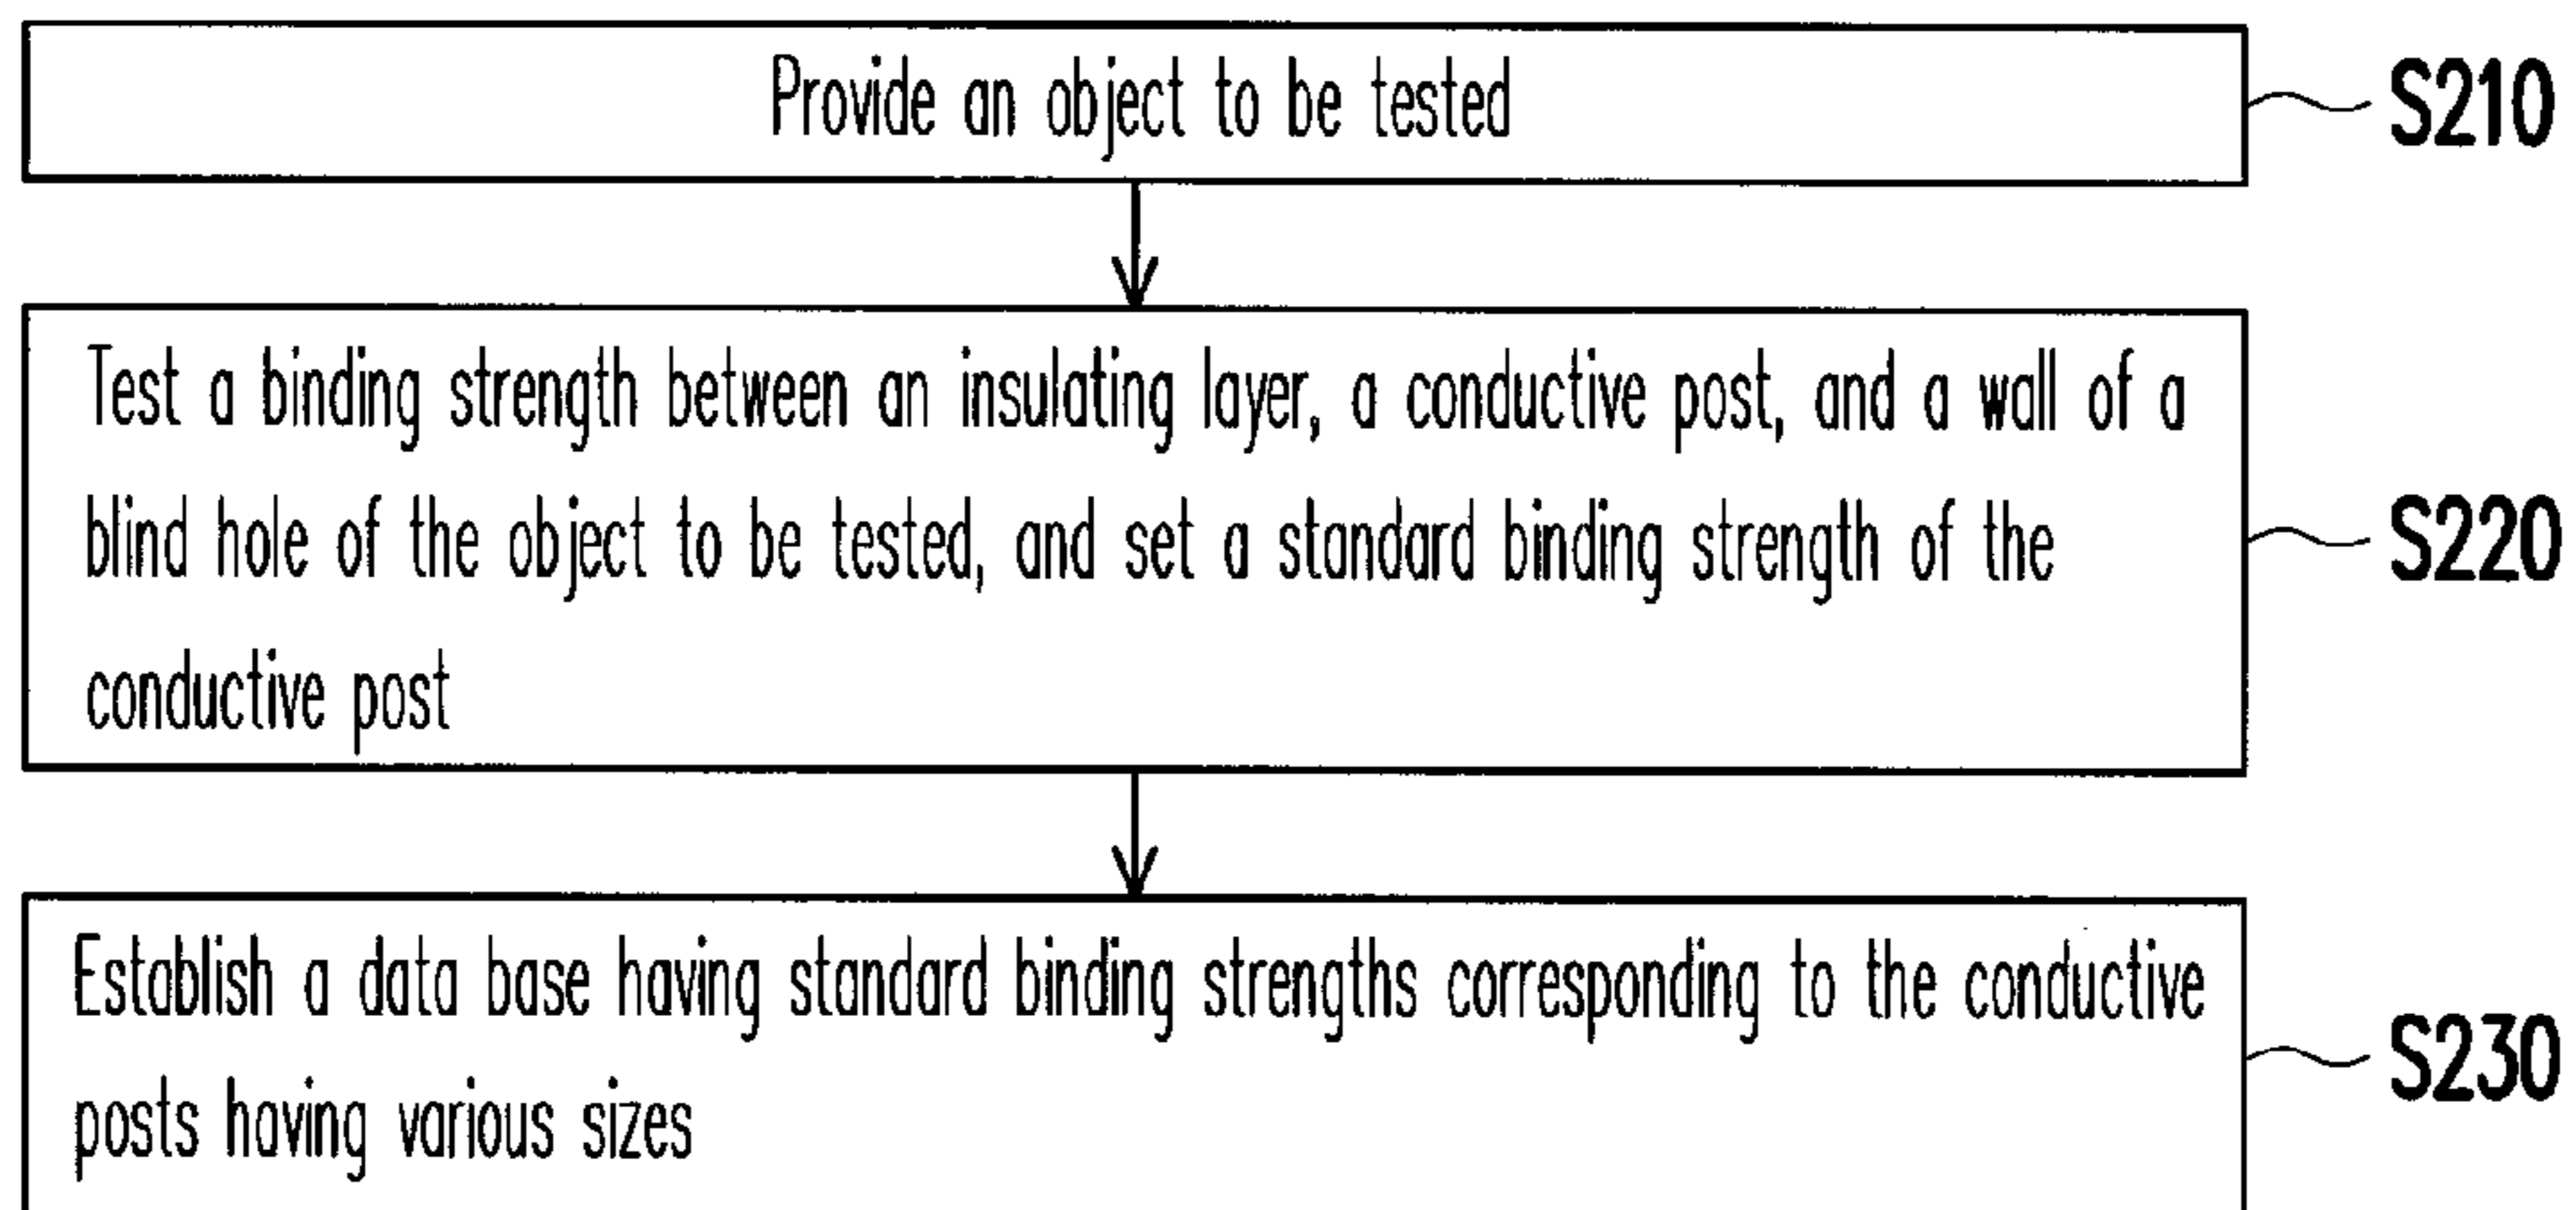 Provide an object to be tested
S210
Test a binding strength between an insulating layer, a conductive post, and a wall of a
blind hole of the object to be tested, and set a standard binding strength of the
conductive post
S220
Establish a data base having standard binding strengths corresponding to the conductive
posts having various sizes
S230